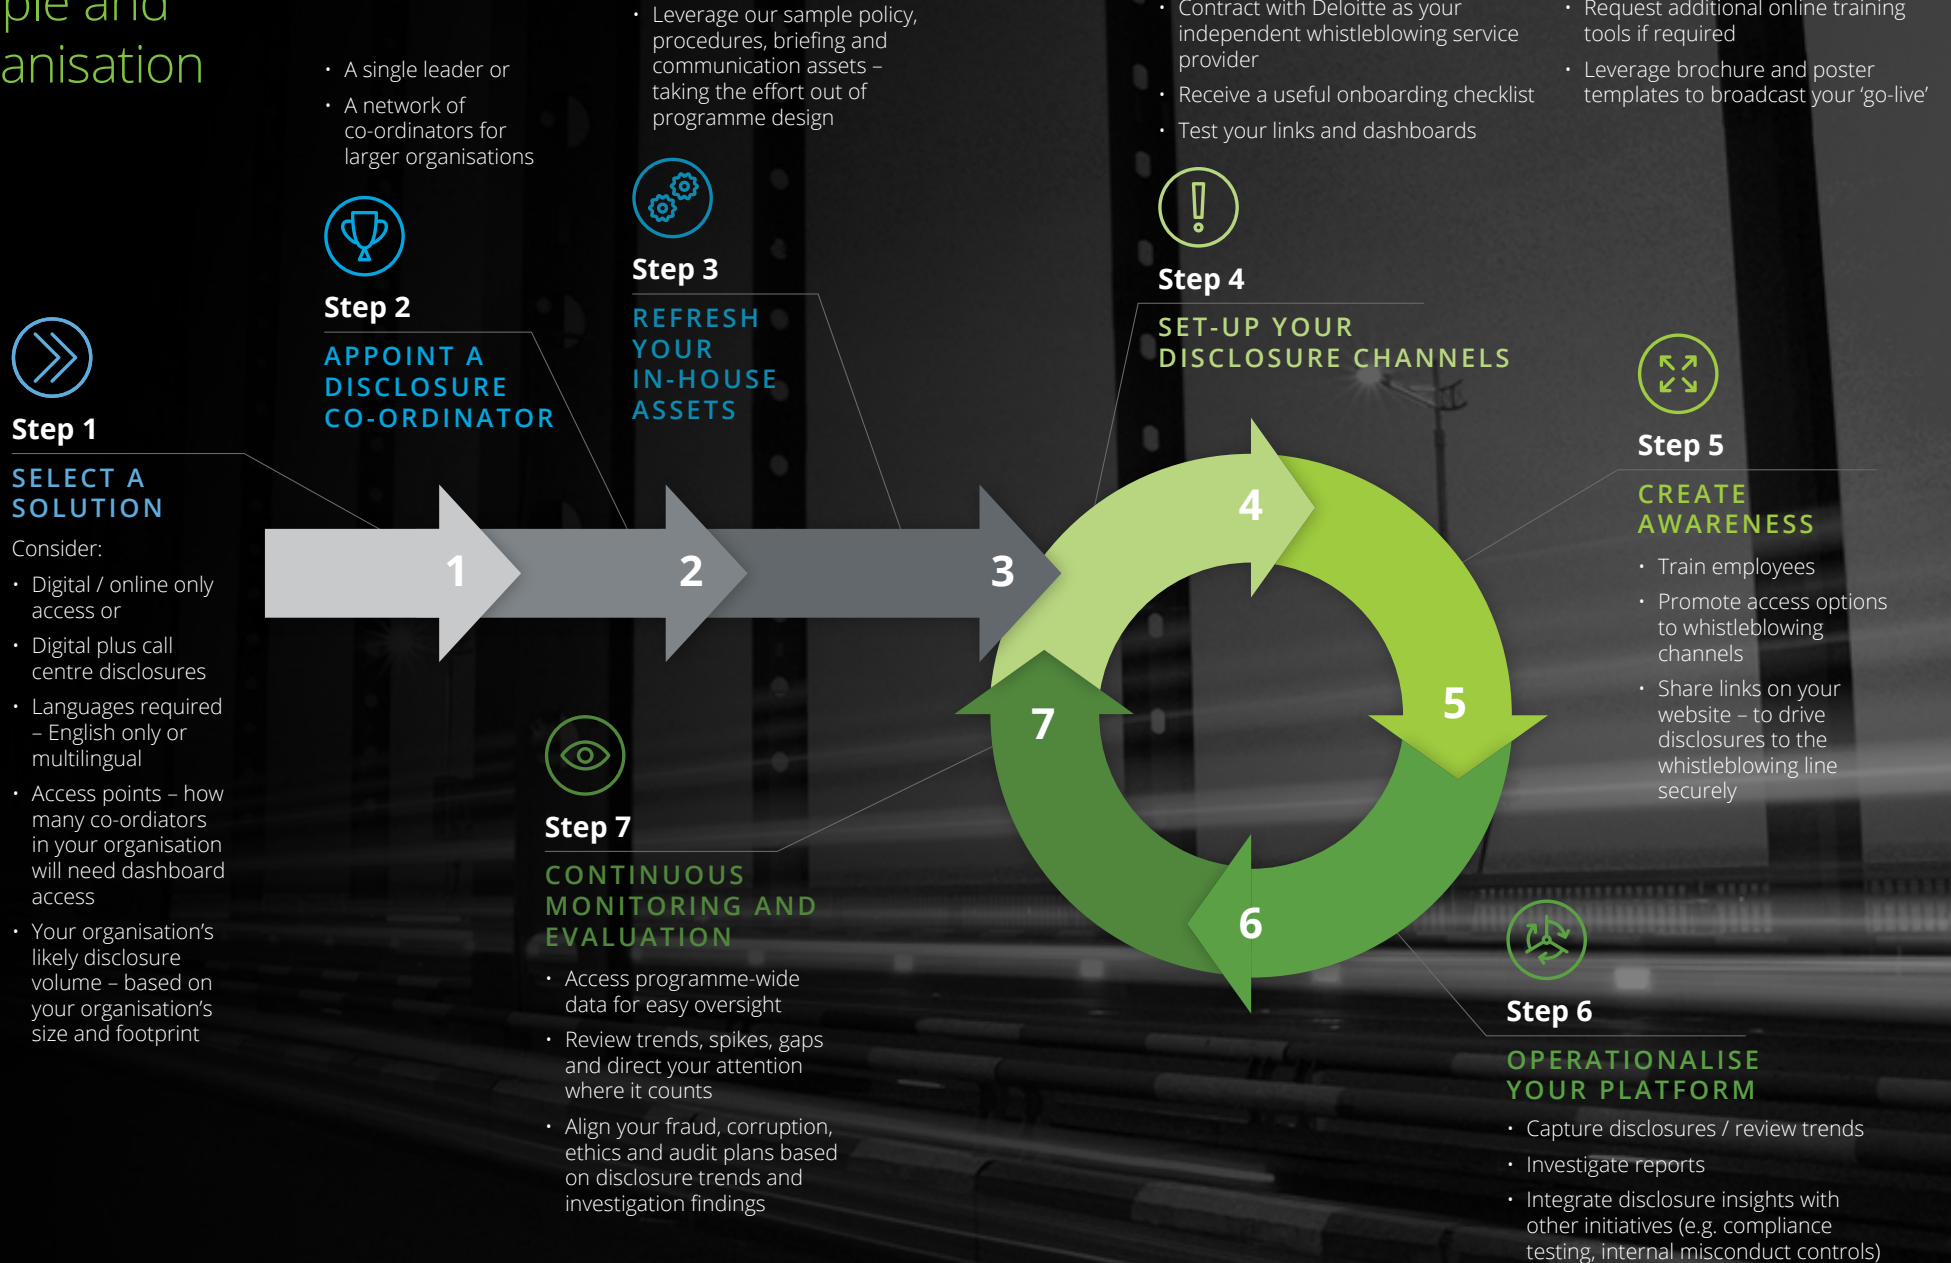 ple and
anisation
Step 1
SELECT A
SOLUTION
Consider:
• Digital / online only
access or
• Digital plus call
centre disclosures
• Languages required
– English only or
multilingual
• Access points – how
many co-ordiators
in your organisation
will need dashboard
access
• Your organisation's
likely disclosure
volume – based on
your organisation's
size and footprint
• A single leader or
• A network of
co-ordinators for
larger organisations
Step 2
APPOINT A
DISCLOSURE
CO-ORDINATOR
• Leverage our sample policy,
procedures, briefing and
communication assets –
taking the effort out of
programme design
Step 3
REFRESH
YOUR
IN-HOUSE
ASSETS
• Contract with Deloitte as your
independent whistleblowing service
provider
• Receive a useful onboarding checklist
• Test your links and dashboards
Step 4
SET-UP YOUR
DISCLOSURE CHANNELS
• Request additional online training
tools if required
• Leverage brochure and poster
templates to broadcast your ‘go-live’
Step 5
CREATE
AWARENESS
• Train employees
• Promote access options
to whistleblowing
channels
• Share links on your
website – to drive
disclosures to the
whistleblowing line
securely
1
2
3
4
5
6
7
Step 6
OPERATIONALISE
YOUR PLATFORM
• Capture disclosures / review trends
• Investigate reports
• Integrate disclosure insights with
other initiatives (e.g. compliance
testing, internal misconduct controls)
Step 7
CONTINUOUS
MONITORING AND
EVALUATION
• Access programme-wide
data for easy oversight
• Review trends, spikes, gaps
and direct your attention
where it counts
• Align your fraud, corruption,
ethics and audit plans based
on disclosure trends and
investigation findings